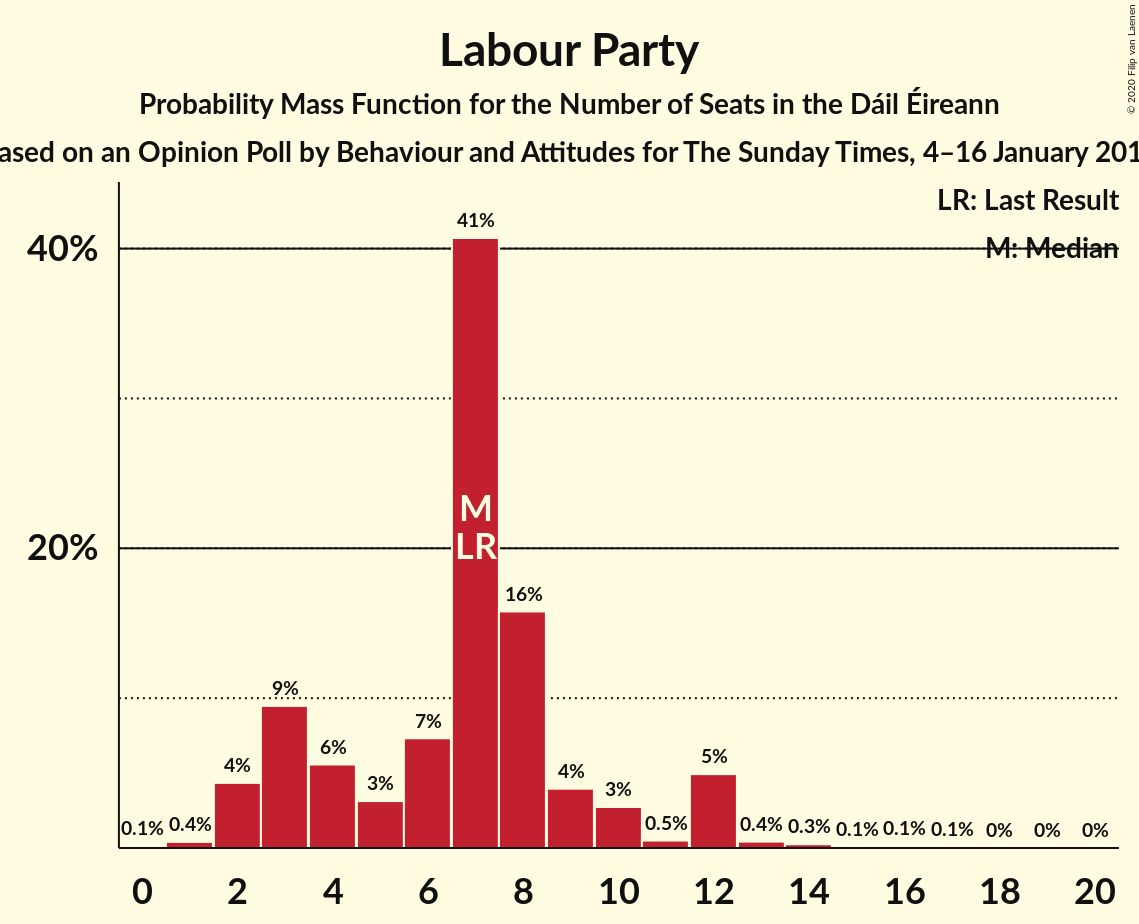 Labour Party
Probability Mass Function for the Number of Seats in the Dáil Éireann
ased on an Opinion Poll by Behaviour and Attitudes for The Sunday Times, 4–16 January 201
© 2020 Filip van Laenen
LR: Last Result
M: Median
40%
20%
0.1% 0.4% 4% 9% 6% 3% 7% 41% 16% 4% 3% 0.5% 5% 0.4% 0.3% 0.1% 0.1% 0.1% 0% 0% 0%
M
LR
0 2 4 6 8 10 12 14 16 18 20